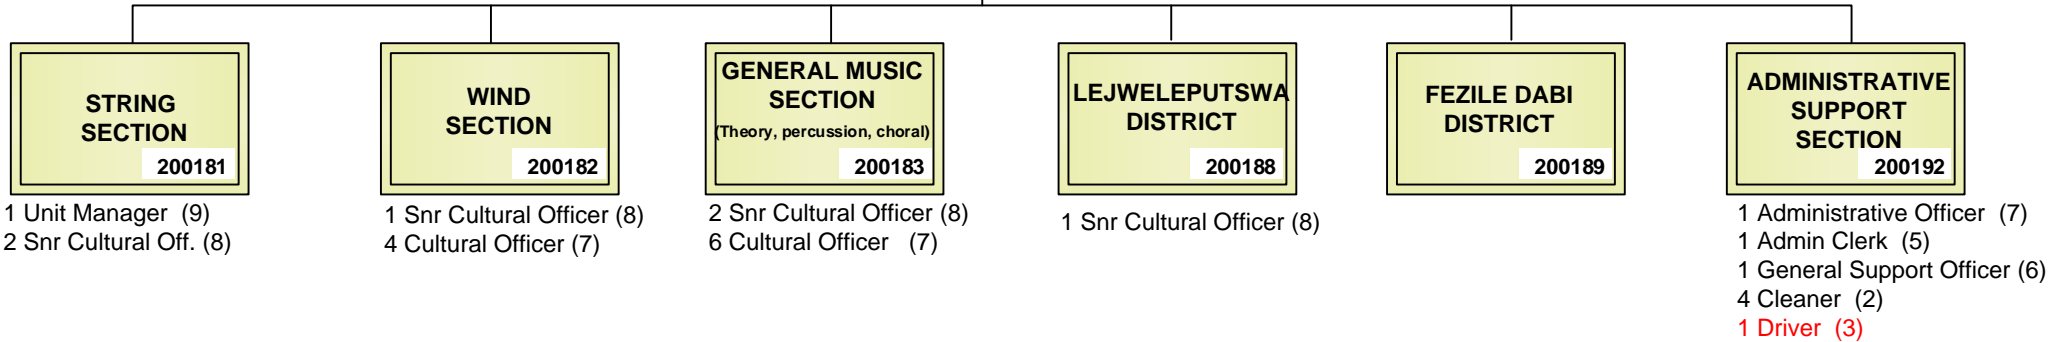 STRING
SECTION
200181
1 Unit Manager (9)
2 Snr Cultural Off. (8)
WIND
SECTION
200182
1 Snr Cultural Officer (8)
4 Cultural Officer (7)
GENERAL MUSIC
SECTION
(Theory, percussion, choral)
200183
2 Snr Cultural Officer (8)
6 Cultural Officer (7)
LEJWELEPUTSWA
DISTRICT
200188
1 Snr Cultural Officer (8)
FEZILE DABI
DISTRICT
200189
ADMINISTRATIVE
SUPPORT
SECTION
200192
1 Administrative Officer (7)
1 Admin Clerk (5)
1 General Support Officer (6)
4 Cleaner (2)
1 Driver (3)